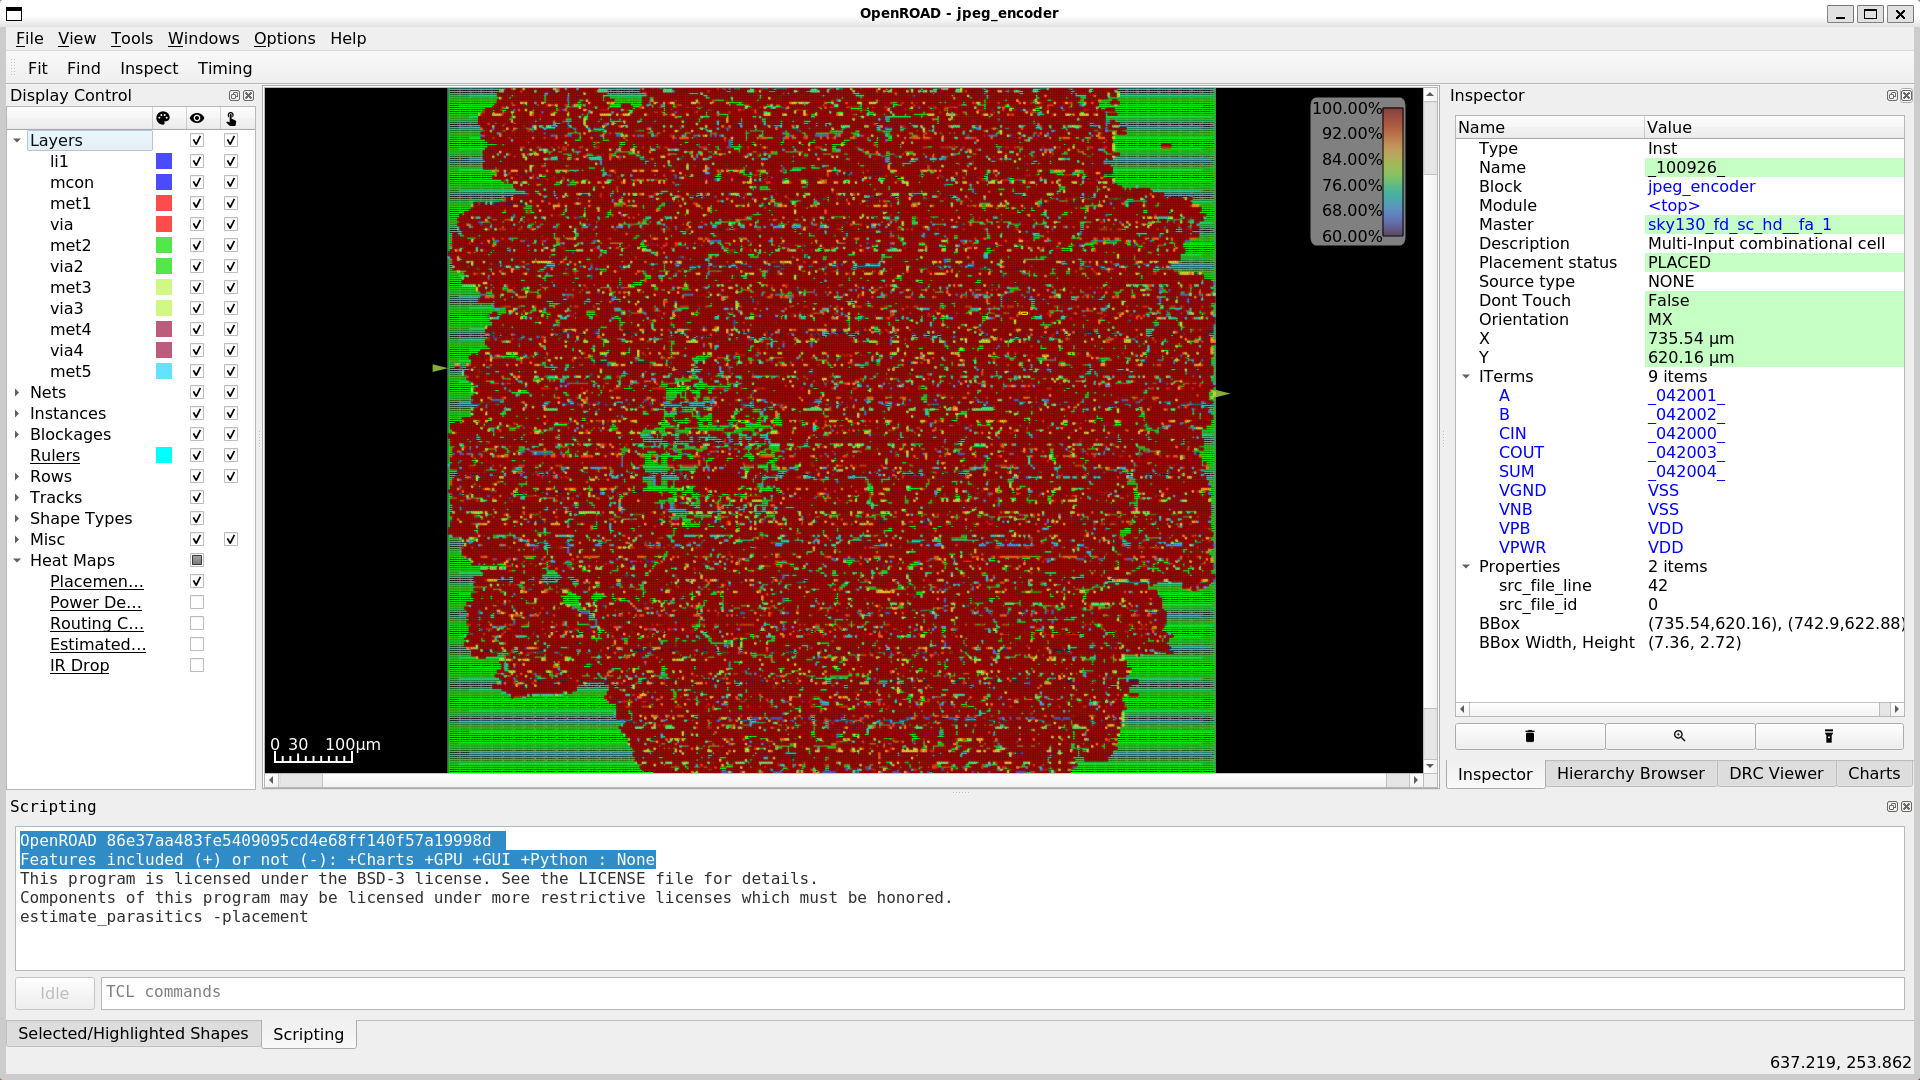 OpenROAD - jpeg_encoder
File View Tools Windows Options Help
Fit Find Inspect Timing
Display Control
Layers
li1
mcon
met1
via
met2
via2
met3
via3
met4
via4
met5
Nets
Instances
Blockages
Rulers
Rows
Tracks
Shape Types
Misc
Heat Maps
Placemen...
Power De...
Routing C...
Estimated...
IR Drop
100.00%
92.00%
84.00%
76.00%
68.00%
60.00%
0 30 100μm
Inspector
Name Value
Type Inst
Name _100926_
Block jpeg_encoder
Module <top>
Master sky130_fd_sc_hd__fa_1
Description Multi-Input combinational cell
Placement status PLACED
Source type NONE
Dont Touch False
Orientation MX
X 735.54 μm
Y 620.16 μm
ITerms 9 items
A _042001_
B _042002_
CIN _042000_
COUT _042003_
SUM _042004_
VGND VSS
VNB VSS
VPB VDD
VPWR VDD
Properties 2 items
src_file_line 42
src_file_id 0
BBox (735.54,620.16), (742.9,622.88)
BBox Width, Height (7.36, 2.72)
Inspector Hierarchy Browser DRC Viewer Charts
Scripting
OpenROAD 86e37aa483fe5409095cd4e68ff140f57a19998d
Features included (+) or not (-): +Charts +GPU +GUI +Python : None
This program is licensed under the BSD-3 license. See the LICENSE file for details.
Components of this program may be licensed under more restrictive licenses which must be honored.
estimate_parasitics -placement
Idle TCL commands
Selected/Highlighted Shapes Scripting
637.219, 253.862